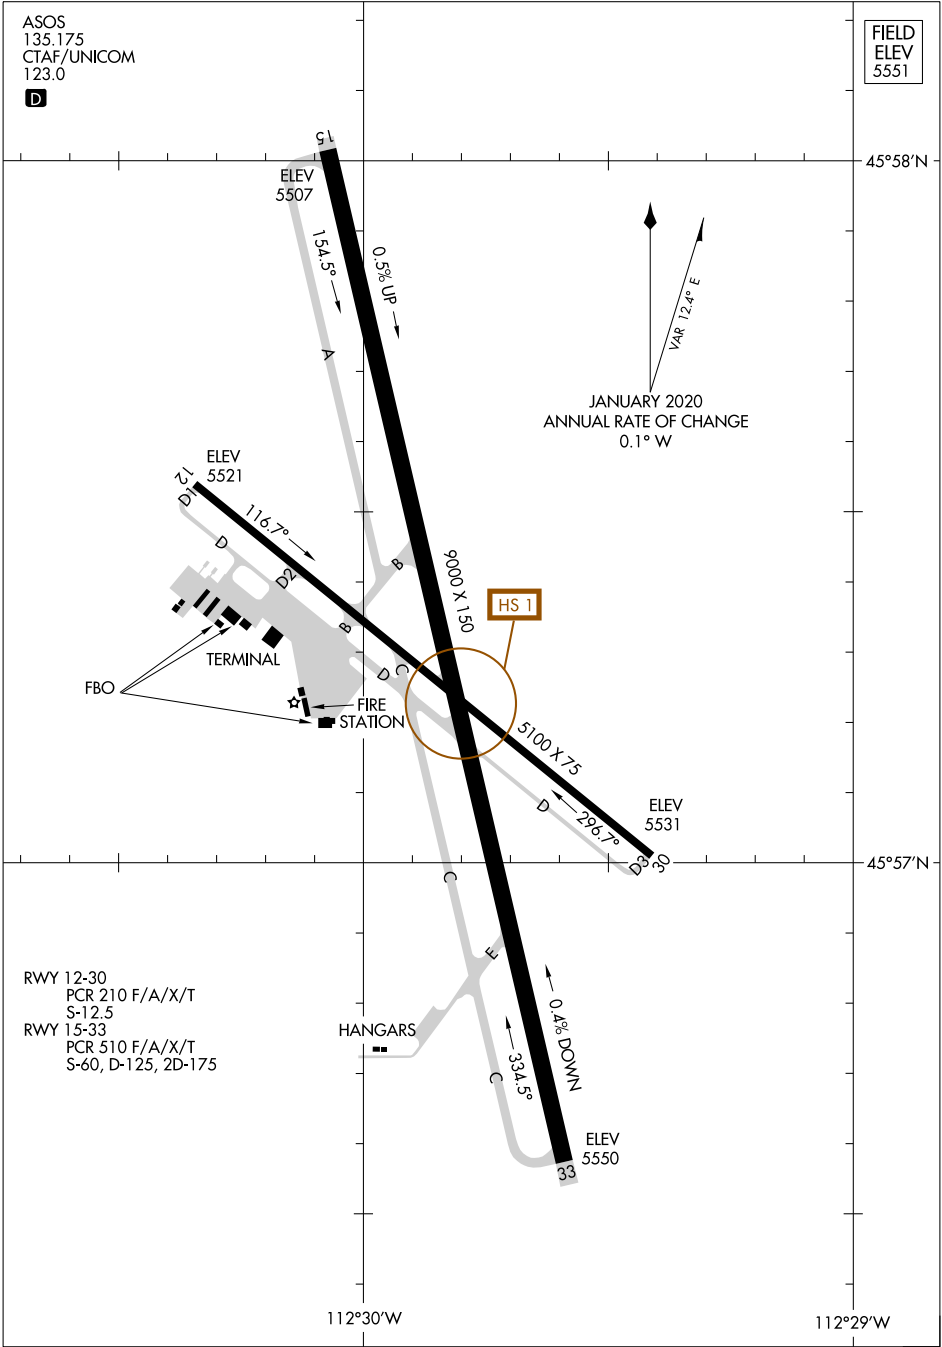 ASOS
135.175
CTAF/UNICOM
123.0
D
FIELD
ELEV
5551
15
ELEV
5507
45°58'N
154.5°
0.5% UP
VAR 12.4° E
A
JANUARY 2020
ANNUAL RATE OF CHANGE
0.1° W
ELEV
5521
12
D1
116.7°
D
D2
B
9000 X 150
HS 1
B
TERMINAL
C
D
FBO
FIRE
STATION
5100 X 75
D
296.7°
ELEV
5531
D3
30
45°57'N
C
E
RWY 12-30
PCR 210 F/A/X/T
S-12.5
RWY 15-33
PCR 510 F/A/X/T
S-60, D-125, 2D-175
HANGARS
0.4% DOWN
334.5°
C
ELEV
5550
33
112°30'W
112°29'W